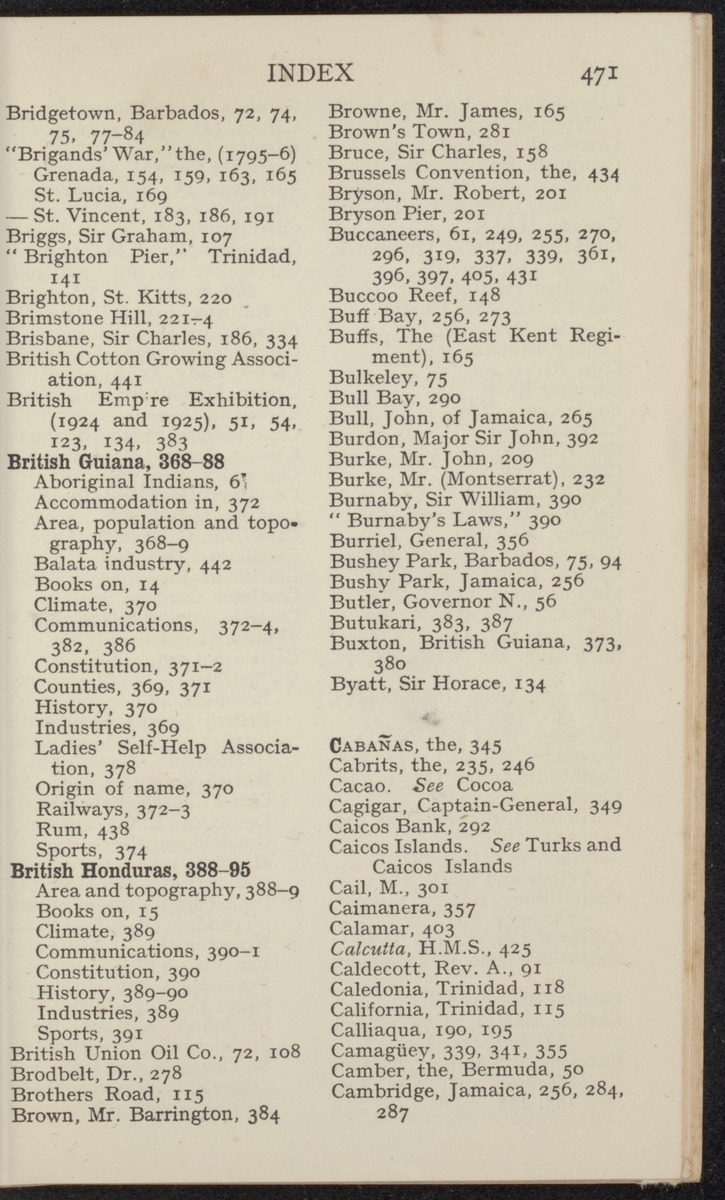 INDEX 471
Bridgetown, Barbados, 72, 74,
75, 77–84
"Brigands' War," the, (1795–6)
Grenada, 154, 159, 163, 165
St. Lucia, 169
— St. Vincent, 183, 186, 191
Briggs, Sir Graham, 107
"Brighton Pier," Trinidad,
141
Brighton, St. Kitts, 220
Brimstone Hill, 221–4
Brisbane, Sir Charles, 186, 334
British Cotton Growing Associ-
ation, 441
British Emp're Exhibition,
(1924 and 1925), 51, 54,
123, 134, 383
British Guiana, 368–88
Aboriginal Indians,
Accommodation in, 372
Area, population and topo-
graphy, 368–9
Balata industry, 442
Books on, 14
Climate, 370
Communications, 372–4,
382, 386
Constitution, 371–2
Counties, 369, 371
History, 370
Industries, 369
Ladies' Self-Help Associa-
tion, 378
Origin of name, 370
Railways, 372–3
Rum, 438
Sports, 374
British Honduras, 388–95
Area and topography, 388–9
Books on, 15
Climate, 389
Communications, 390–1
Constitution, 390
History, 389–90
Industries, 389
Sports, 391
British Union Oil Co., 72, 108
Brodbelt, Dr., 278
Brothers Road, 115
Brown, Mr. Barrington, 384
Browne, Mr. James, 165
Brown's Town, 281
Bruce, Sir Charles, 158
Brussels Convention, the, 434
Bryson, Mr. Robert, 201
Bryson Pier, 201
Buccaneers, 61, 249, 255, 270,
296, 319, 337, 339, 361,
396, 397, 405, 431
Buccoo Reef, 148
Buff Bay, 256, 273
Buffs, The (East Kent Regi-
ment), 165
Bulkeley, 75
Bull Bay, 290
Bull, John, of Jamaica, 265
Burdon, Major Sir John, 392
Burke, Mr. John, 209
Burke, Mr. (Montserrat), 232
Burnaby, Sir William, 390
"Burnaby's Laws," 390
Burriel, General, 356
Bushey Park, Barbados, 75, 94
Bushy Park, Jamaica, 256
Butler, Governor N., 56
Butukari, 383, 387
Buxton, British Guiana, 373,
380
Byatt, Sir Horace, 134
CABAÑAS, the, 345
Cabrits, the, 235, 246
Cacao. See Cocoa
Cagigar, Captain-General, 349
Caicos Bank, 292
Caicos Islands. See Turks and
Caicos Islands
Cail, M., 301
Caimanera, 357
Calamar, 403
Calcutta, H.M.S., 425
Caldecott, Rev. A., 91
Caledonia, Trinidad, 118
California, Trinidad, 115
Calliaqua, 190, 195
Camagüey, 339, 341, 355
Camber, the, Bermuda, 50
Cambridge, Jamaica, 256, 284,
287